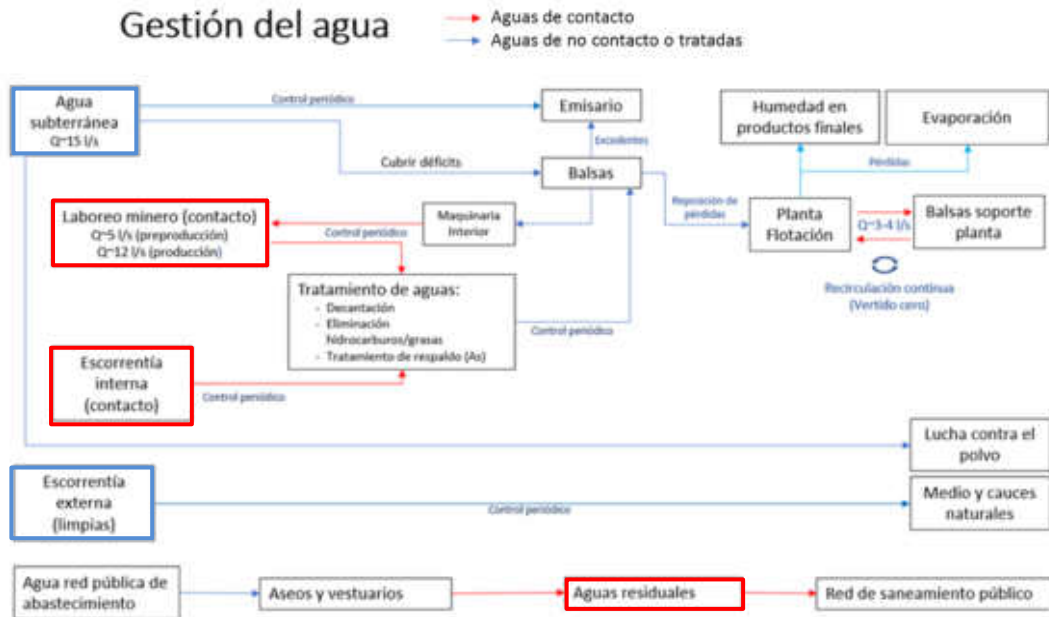 Gestión del agua
Aguas de contacto
Aguas de no contacto o tratadas
Agua
subterránea
Q~15 l/s
Control periódico
Emisario
Humedad en
productos finales
Evaporación
Excedentes
Pérdidas
Cubrir déficits
Balsas
Reposición de
pérdidas
Laboreo minero (contacto)
Q~5 l/s (preproducción)
Q~12 l/s (producción)
Control periódico
Maquinaria
Interior
Planta
Flotación
Q~3-4 l/s
Balsas soporte
planta
Recirculación continua
(Vertido cero)
Tratamiento de aguas:
- Decantación
- Eliminación
hidrocarburos/grasas
- Tratamiento de respaldo (As)
Control periódico
Escorrentía
interna
(contacto)
Control periódico
Lucha contra el
polvo
Escorrentía
externa
(limpias)
Control periódico
Medio y cauces
naturales
Agua red pública de
abastecimiento
Aseos y vestuarios
Aguas residuales
Red de saneamiento público